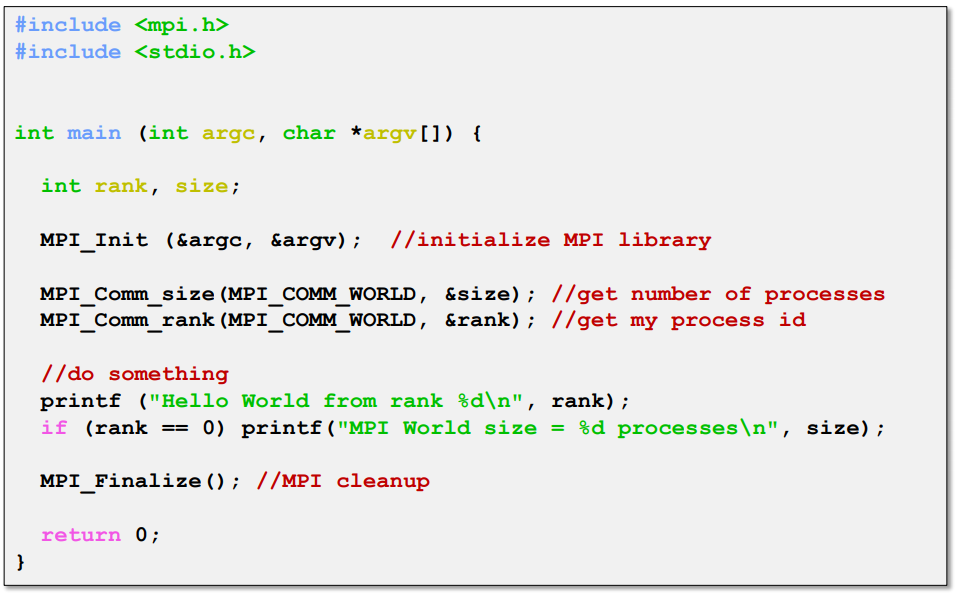 #include <mpi.h>
#include <stdio.h>
int main (int argc, char *argv[]) {
int rank, size;
MPI_Init (&argc, &argv);  //initialize MPI library
MPI_Comm_size(MPI_COMM_WORLD, &size); //get number of processes
MPI_Comm_rank(MPI_COMM_WORLD, &rank); //get my process id
//do something
printf ("Hello World from rank %d\n", rank);
if (rank == 0) printf("MPI World size = %d processes\n", size);
MPI_Finalize(); //MPI cleanup
return 0;
}